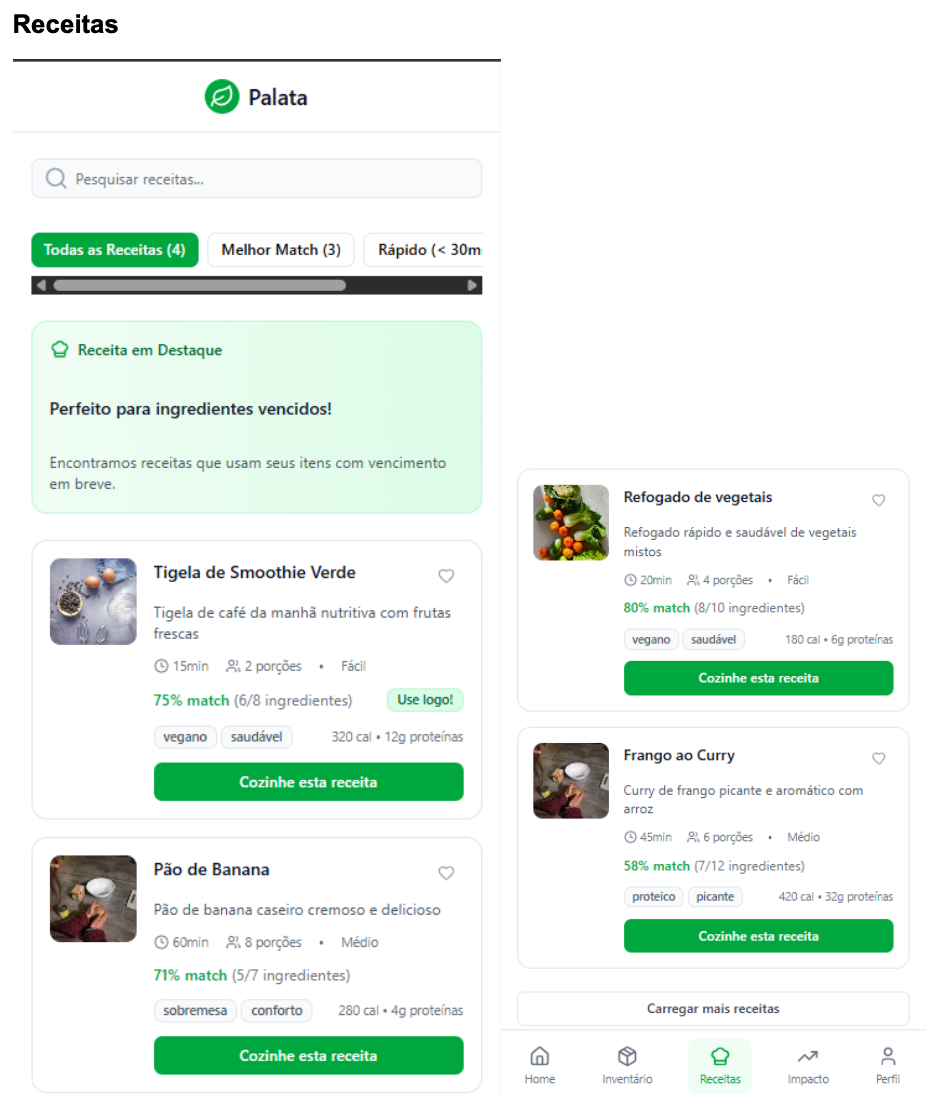 Receitas
Palata
Pesquisar receitas...
Todas as Receitas (4)
Melhor Match (3)
Rápido (< 30m
Receita em Destaque
Perfeito para ingredientes vencidos!
Encontramos receitas que usam seus itens com vencimento
em breve.
Tigela de Smoothie Verde
Tigela de café da manhã nutritiva com frutas
frescas
15min 2 porções • Fácil
75% match (6/8 ingredientes) Use logo!
vegano saudável 320 cal • 12g proteínas
Cozinhe esta receita
Pão de Banana
Pão de banana caseiro cremoso e delicioso
60min 8 porções • Médio
71% match (5/7 ingredientes)
sobremesa conforto 280 cal • 4g proteínas
Cozinhe esta receita
Refogado de vegetais
Refogado rápido e saudável de vegetais
mistos
20min 4 porções • Fácil
80% match (8/10 ingredientes)
vegano saudável 180 cal • 6g proteínas
Cozinhe esta receita
Frango ao Curry
Curry de frango picante e aromático com
arroz
45min 6 porções • Médio
58% match (7/12 ingredientes)
proteico picante 420 cal • 32g proteínas
Cozinhe esta receita
Carregar mais receitas
Home Inventário Receitas Impacto Perfil